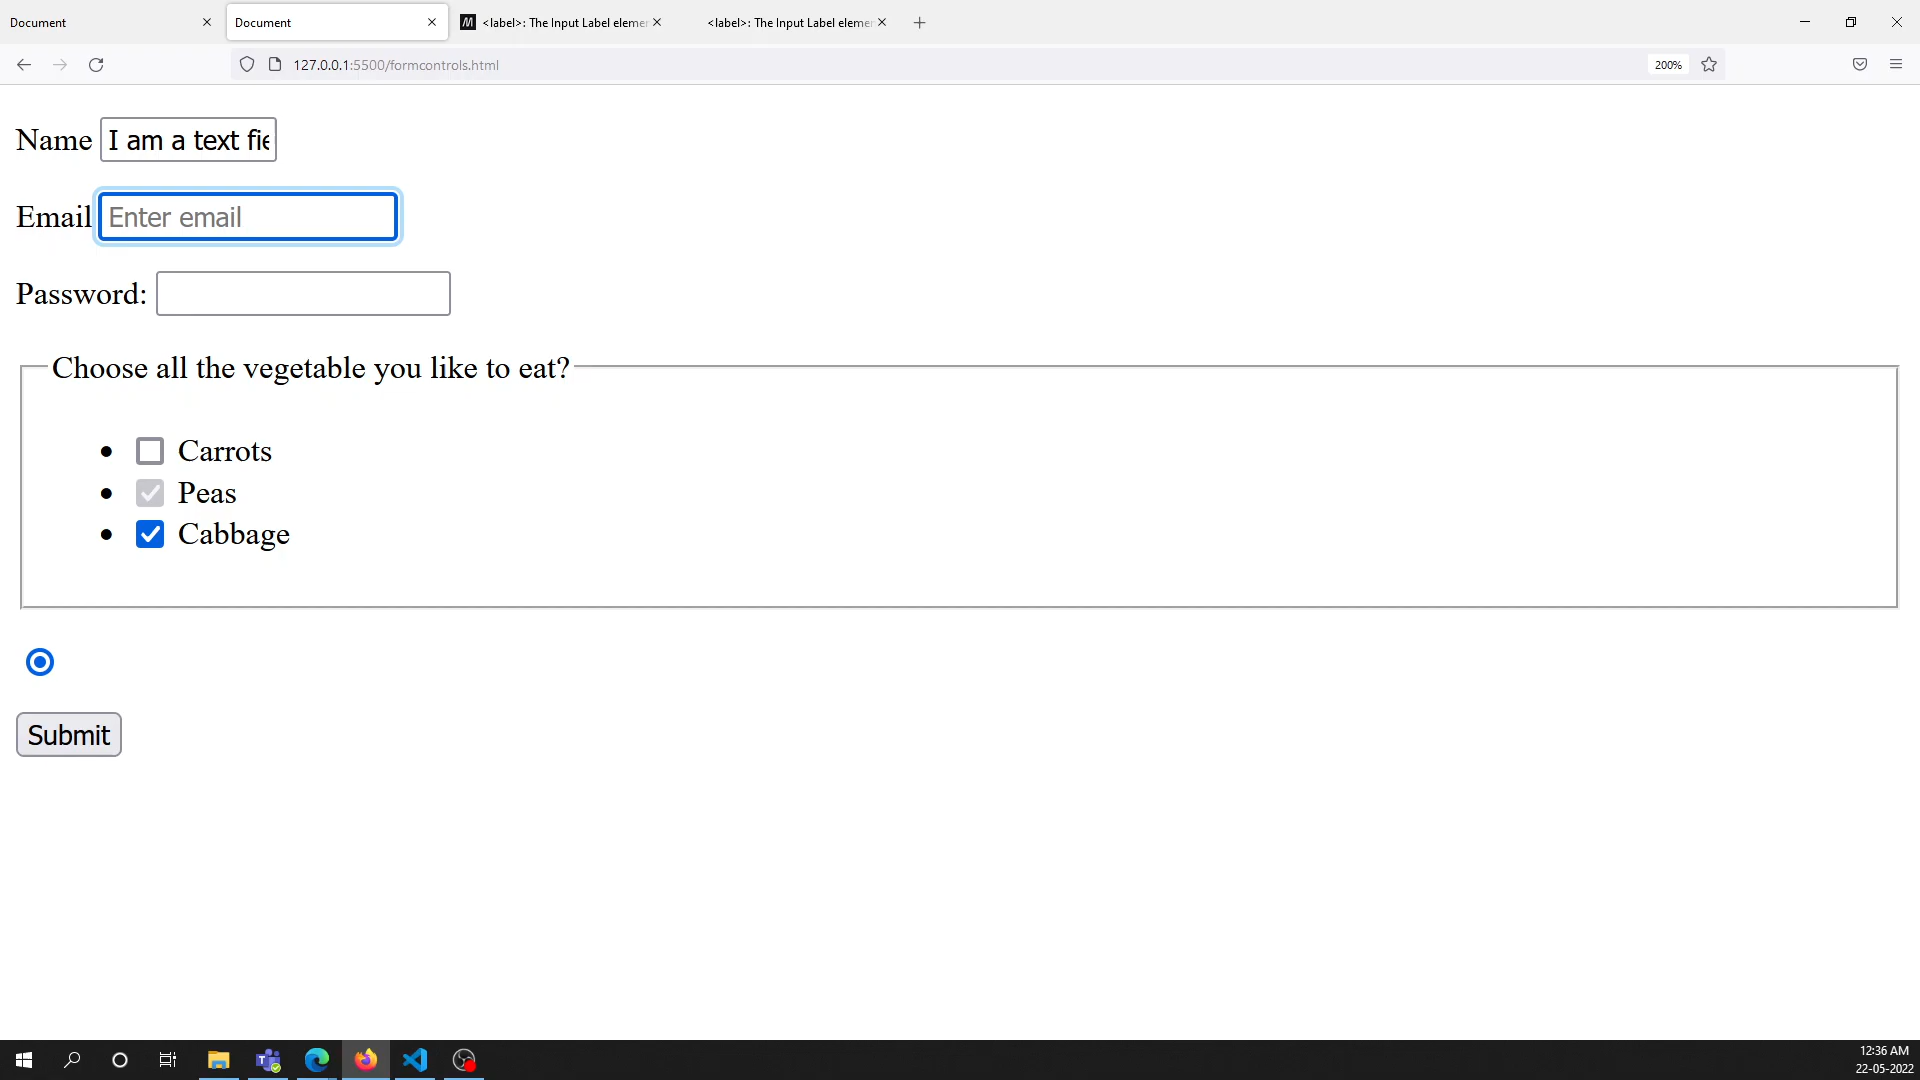 Document
Document
<label>: The Input Label eleme
<label>: The Input Label eleme
127.0.0.1:5500/formcontrols.html
200%
Name I am a text fie
Email Enter email
Password:
Choose all the vegetable you like to eat?
Carrots
Peas
Cabbage
Submit
12:36 AM
22-05-2022